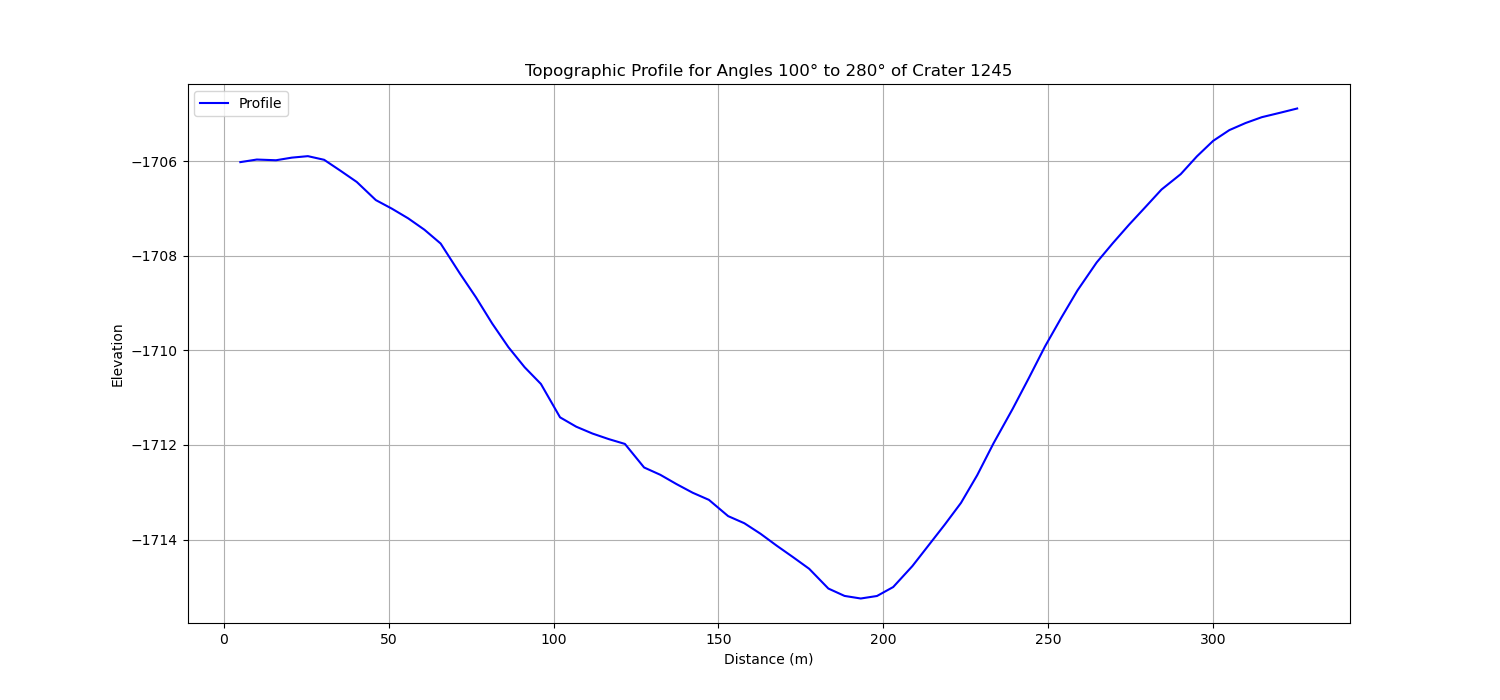 Topographic Profile for Angles 100° to 280° of Crater 1245
Profile
−1706
−1708
−1710
−1712
−1714
Elevation
0 50 100 150 200 250 300
Distance (m)